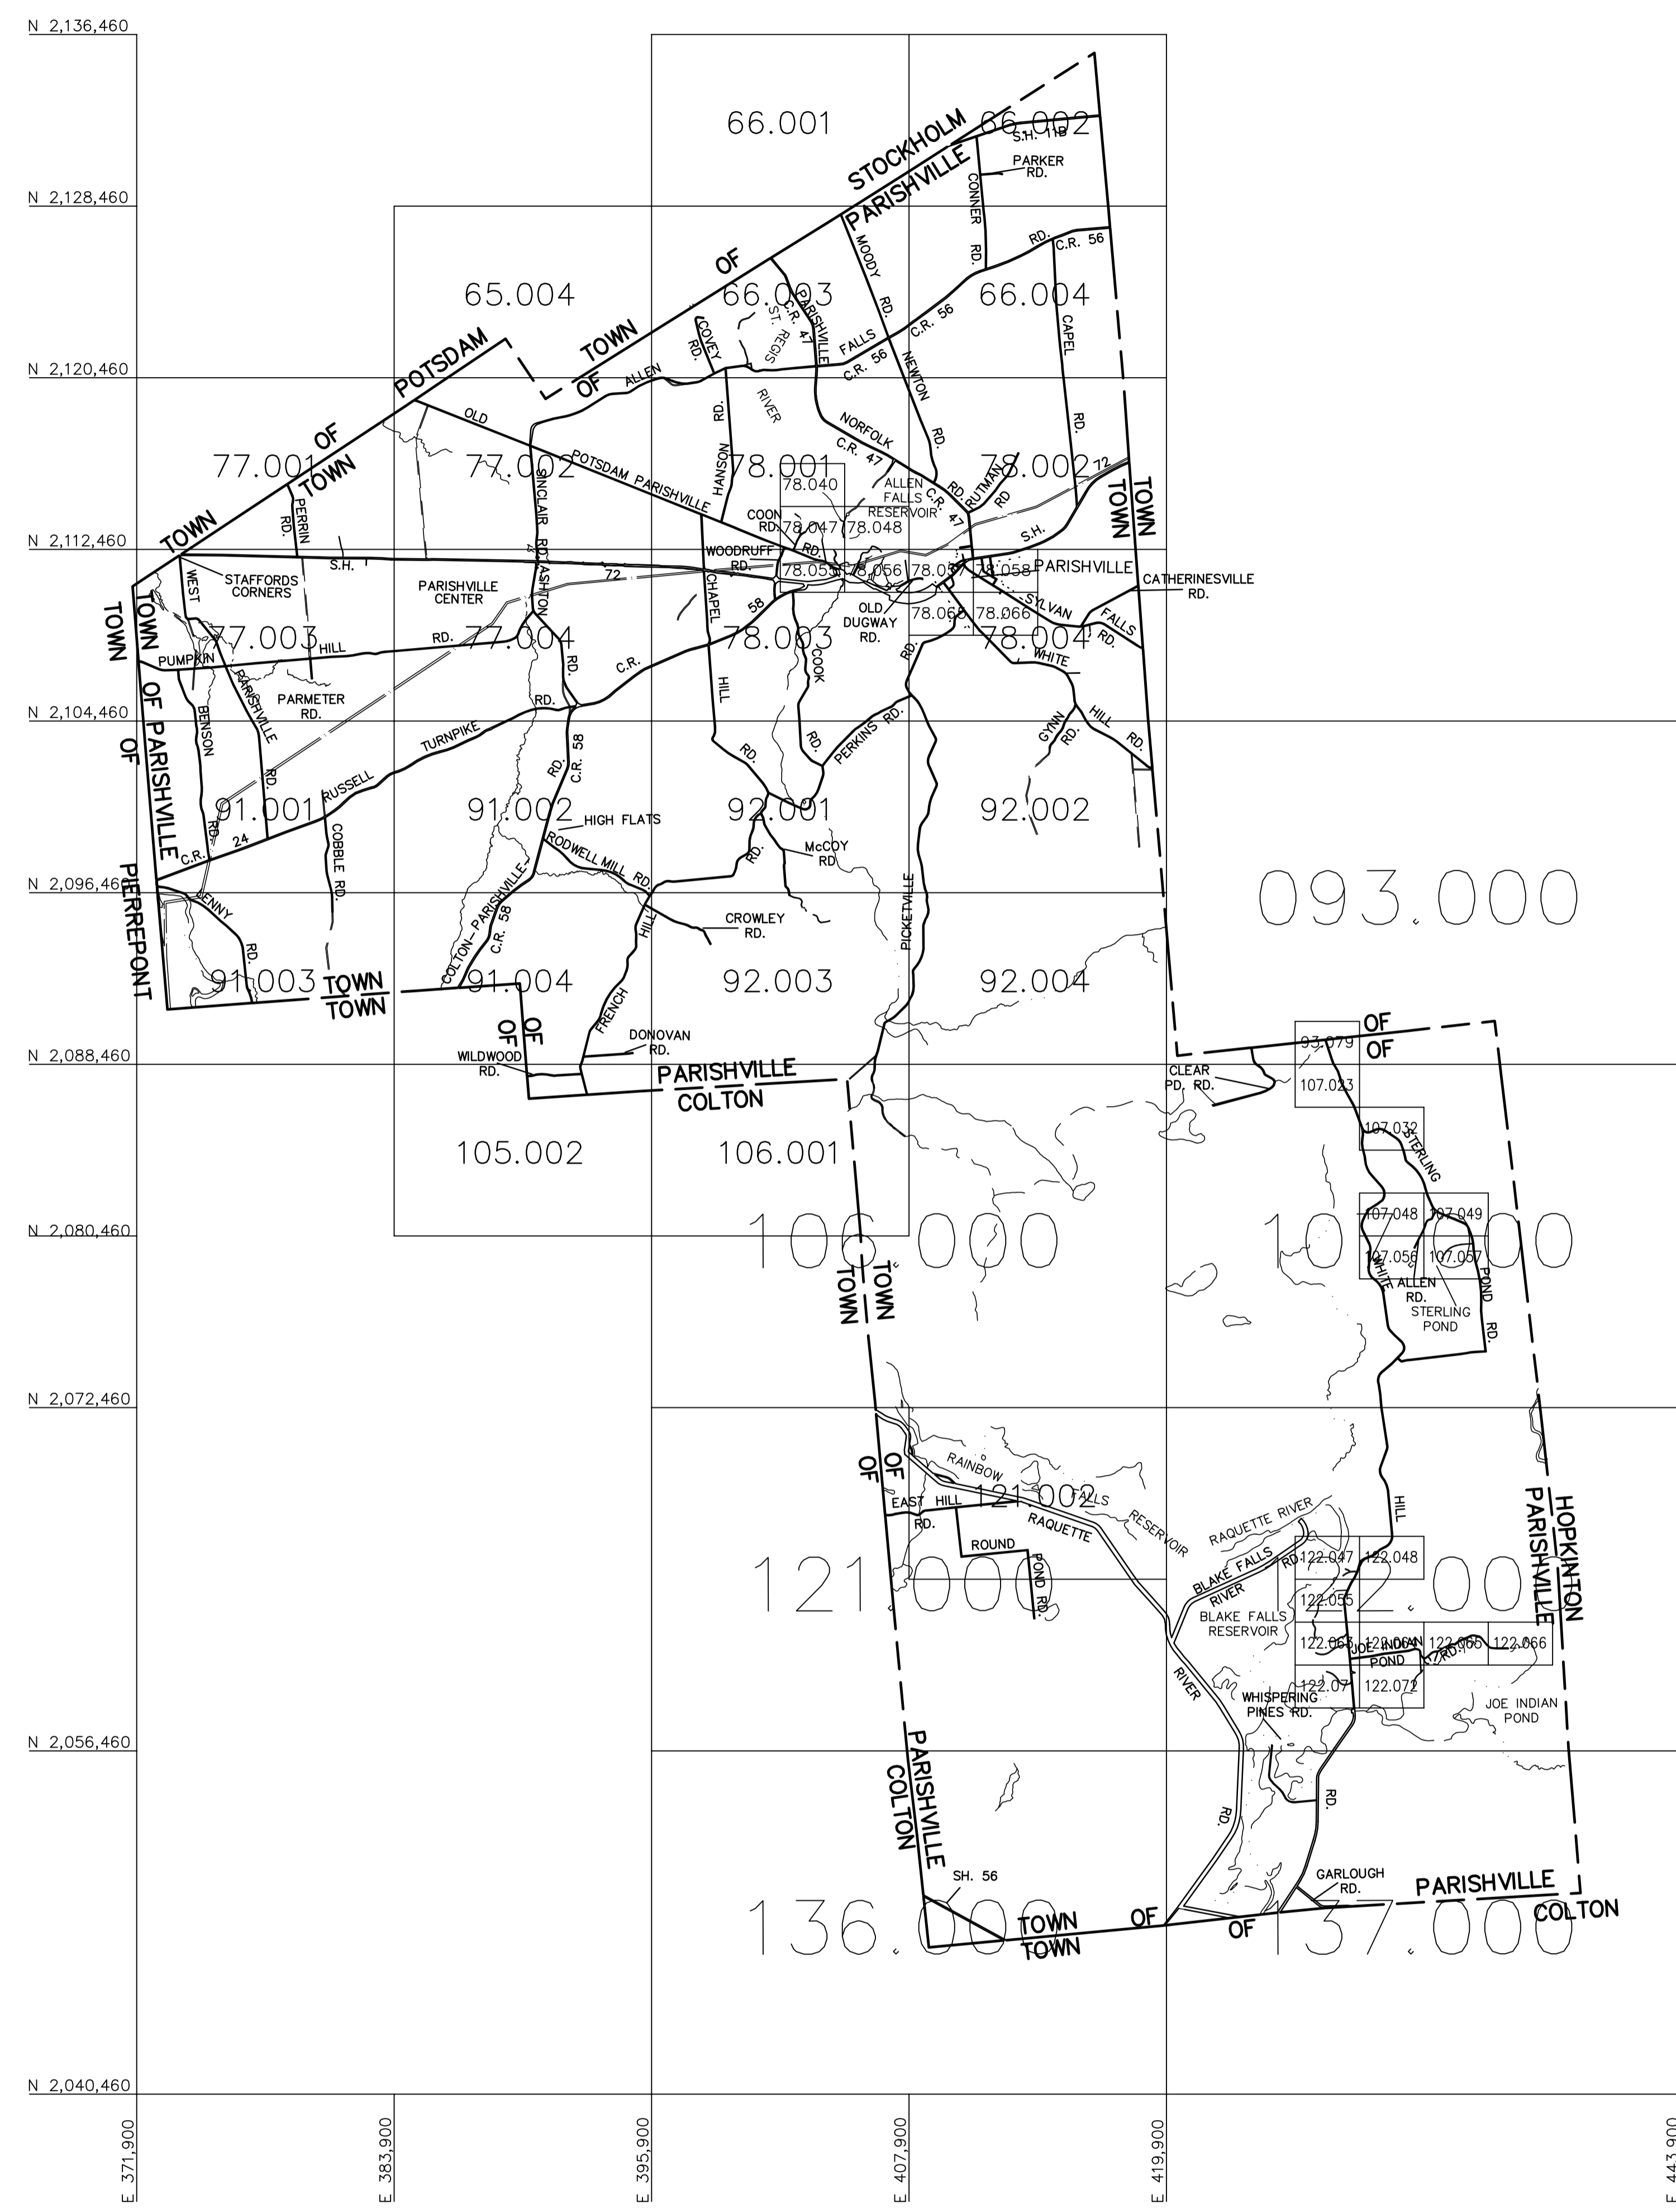 N 2,136,460
66.001
66.002
S.H. 11B
STOCKHOLM
PARISHVILLE
PARKER
RD.
CONNER
RD.
N 2,128,460
MOODY
RD.
RD.
C.R. 56
OF
65.004
66.003
66.004
PARISHVILLE
C.R. 47
ST. REGIS
RIVER
COVEY
RD.
CAPEL
RD.
TOWN
POTSDAM
FALLS
C.R. 56
C.R. 56
NEWTON
RD.
N 2,120,460
OF
ALLEN
OLD
HANSON
RD.
NORFOLK
C.R. 47
RD.
C.R. 47
OF
TOWN
77.001
77.002
78.001
78.002
72
POTSDAM PARISHVILLE
RD.
78.040
ALLEN
FALLS
RESERVOIR
RUTMAN
RD
TOWN
TOWN
PERRIN
RD.
SINCLAIR
RD.
TOWN
COON
RD.
78.047
78.048
S.H.
N 2,112,460
WOODRUFF
RD.
S.H.
72
78.055
78.056
78.057
78.058
PARISHVILLE
STAFFORDS
CORNERS
PARISHVILLE
CENTER
WEST
ASHTON
RD.
CHAPEL
HILL
RD.
58
CATHERINESVILLE
RD.
OLD
DUGWAY
RD.
78.065
78.066
SYLVAN
FALLS
RD.
TOWN
TOWN
77.003
77.004
78.003
78.004
PUMPKIN
HILL
RD.
C.R.
COOK
RD.
RD.
WHITE
HILL
RD.
PARISHVILLE
RD.
PARMETER
RD.
BENSON
RD.
N 2,104,460
OF PARISHVILLE
OF
PIERREPONT
TURNPIKE
RD.
RUSSELL
C.R. 58
RD.
PERKINS
RD.
GLYNN
RD.
91.001
91.002
92.001
92.002
C.R.
24
COBBLE RD.
HIGH FLATS
RODWELL MILL RD.
McCOY
RD
RD.
N 2,096,460
093.000
COLTON-PARISHVILLE
C.R. 58
CROWLEY
RD.
PICKETVILLE
RD.
FRENCH
HILL
91.003
91.004
92.003
92.004
TOWN
TOWN
OF
OF
DONOVAN
RD.
WILDWOOD
RD.
OF
OF
93.079
N 2,088,460
PARISHVILLE
COLTON
CLEAR
PD. RD.
107.023
107.032
STERLING
105.002
106.001
107.048
107.049
N 2,080,460
106.000
107.056
107.057
TOWN
TOWN
WHITE
ALLEN
RD.
STERLING
POND
POND
RD.
N 2,072,460
OF
OF
RAINBOW
FALLS
RESERVOIR
121.002
EAST HILL
RD.
RAQUETTE
RAQUETTE RIVER
HILL
HOPKINTON
PARISHVILLE
ROUND
POND RD.
BLAKE FALLS
RD.
RIVER
122.047
122.048
121.000
122.055
BLAKE FALLS
RESERVOIR
122.063
122.064
122.065
122.066
JOE INDIAN
POND
RD.
RIVER
122.072
WHISPERING
PINES RD.
JOE INDIAN
POND
N 2,056,460
PARISHVILLE
COLTON
RD.
RD.
SH. 56
GARLOUGH
RD.
PARISHVILLE
COLTON
136.000
137.000
TOWN
TOWN
OF
OF
N 2,040,460
E 371,900
E 383,900
E 395,900
E 407,900
E 419,900
E 443,900